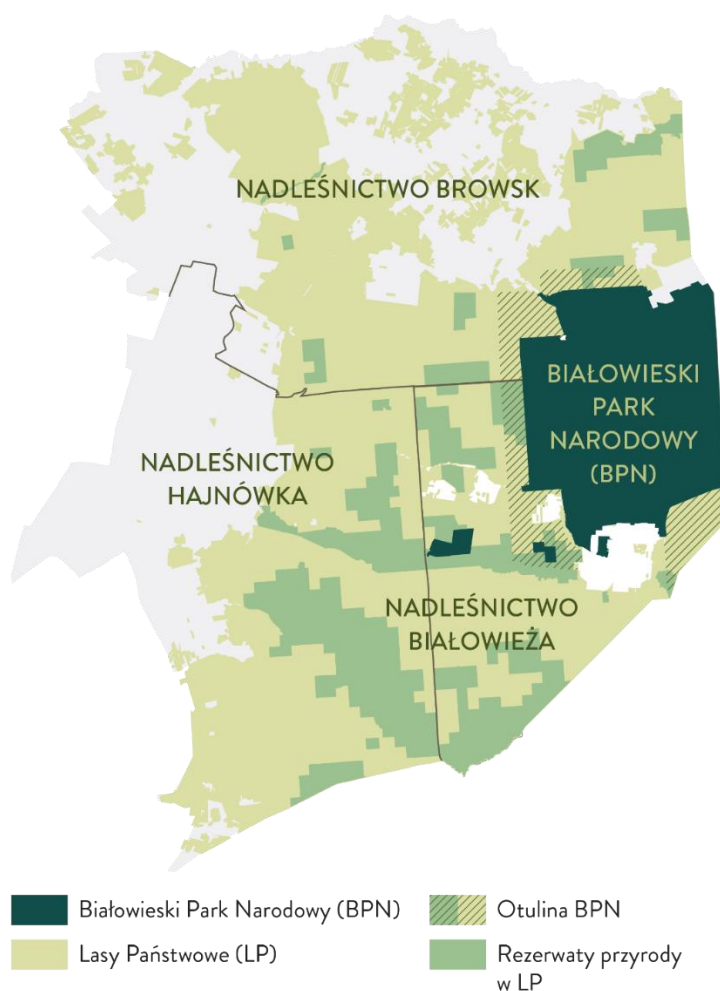 NADLEŚNICTWO BROWSK
BIAŁOWIESKI
PARK
NARODOWY
(BPN)
NADLEŚNICTWO
HAJNÓWKA
NADLEŚNICTWO
BIAŁOWIEŻA
Białowieski Park Narodowy (BPN)
Otulina BPN
Lasy Państwowe (LP)
Rezerwaty przyrody
w LP